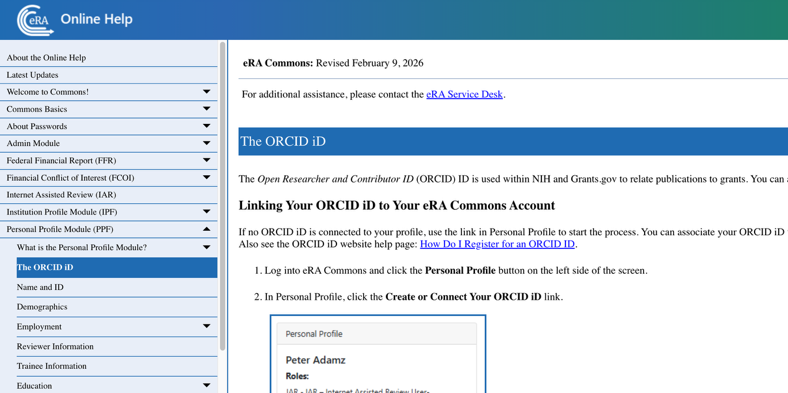 eRA Online Help
About the Online Help
Latest Updates
Welcome to Commons!
Commons Basics
About Passwords
Admin Module
Federal Financial Report (FFR)
Financial Conflict of Interest (FCOI)
Internet Assisted Review (IAR)
Institution Profile Module (IPF)
Personal Profile Module (PPF)
What is the Personal Profile Module?
The ORCID iD
Name and ID
Demographics
Employment
Reviewer Information
Trainee Information
Education
eRA Commons: Revised February 9, 2026
For additional assistance, please contact the eRA Service Desk.
The ORCID iD
The Open Researcher and Contributor ID (ORCID) ID is used within NIH and Grants.gov to relate publications to grants. You can
Linking Your ORCID iD to Your eRA Commons Account
If no ORCID iD is connected to your profile, use the link in Personal Profile to start the process. You can associate your ORCID iD
Also see the ORCID iD website help page: How Do I Register for an ORCID ID.
1. Log into eRA Commons and click the Personal Profile button on the left side of the screen.
2. In Personal Profile, click the Create or Connect Your ORCID iD link.
Personal Profile
Peter Adamz
Roles:
IAR - IAR – Internet Assisted Review User-